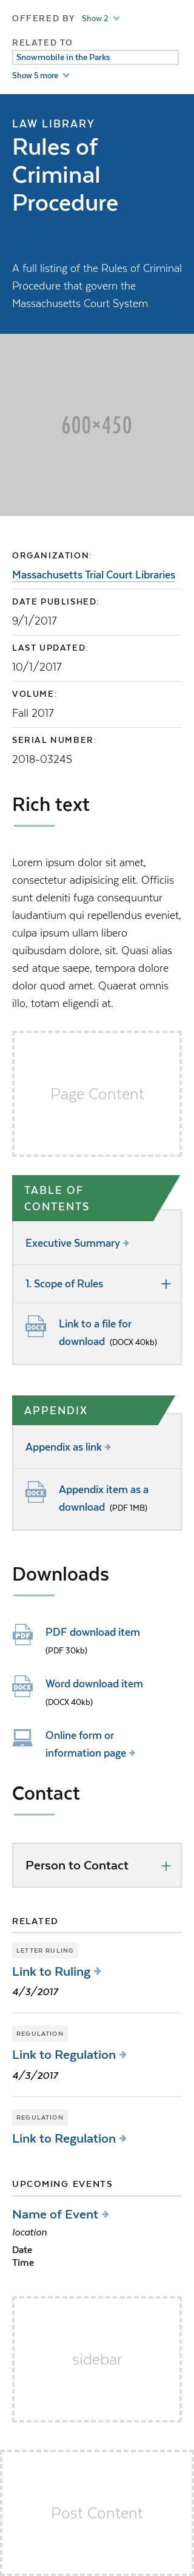 OFFERED BY Show 2
RELATED TO
Snowmobile in the Parks
Show 5 more
LAW LIBRARY
Rules of
Criminal
Procedure
A full listing of the Rules of Criminal
Procedure that govern the
Massachusetts Court System
600×450
ORGANIZATION:
Massachusetts Trial Court Libraries
DATE PUBLISHED:
9/1/2017
LAST UPDATED:
10/1/2017
VOLUME:
Fall 2017
SERIAL NUMBER:
2018-0324S
Rich text
Lorem ipsum dolor sit amet,
consectetur adipisicing elit. Officiis
sunt deleniti fuga consequuntur
laudantium qui repellendus eveniet,
culpa ipsum ullam libero
quibusdam dolore, sit. Quasi alias
sed atque saepe, tempora dolore
dolor quod amet. Quaerat omnis
illo, totam eligendi at.
Page Content
TABLE OF
CONTENTS
Executive Summary
1. Scope of Rules
DOCX
Link to a file for
download (DOCX 40kb)
APPENDIX
Appendix as link
DOCX
Appendix item as a
download (PDF 1MB)
Downloads
PDF
PDF download item
(PDF 30kb)
DOCX
Word download item
(DOCX 40kb)
Online form or
information page
Contact
Person to Contact
RELATED
LETTER RULING
Link to Ruling
4/3/2017
REGULATION
Link to Regulation
4/3/2017
REGULATION
Link to Regulation
UPCOMING EVENTS
Name of Event
location
Date
Time
sidebar
Post Content